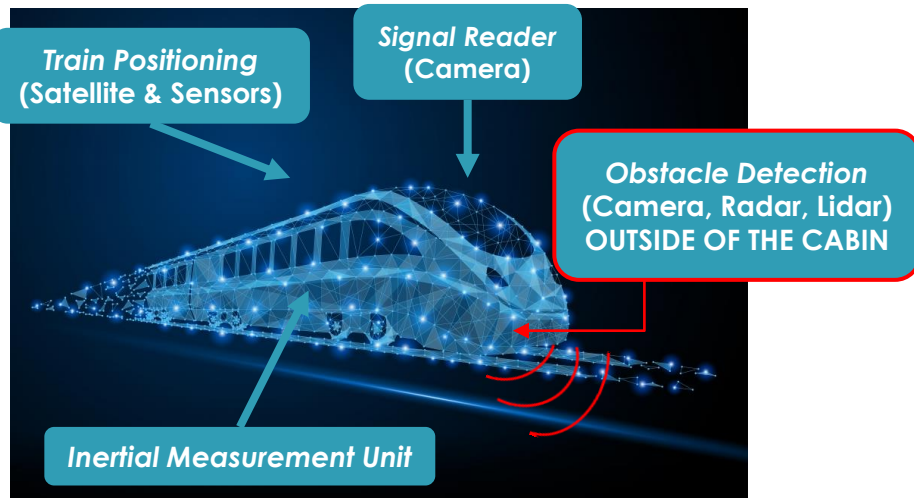 Train Positioning
(Satellite & Sensors)
Signal Reader
(Camera)
Obstacle Detection
(Camera, Radar, Lidar)
OUTSIDE OF THE CABIN
Inertial Measurement Unit